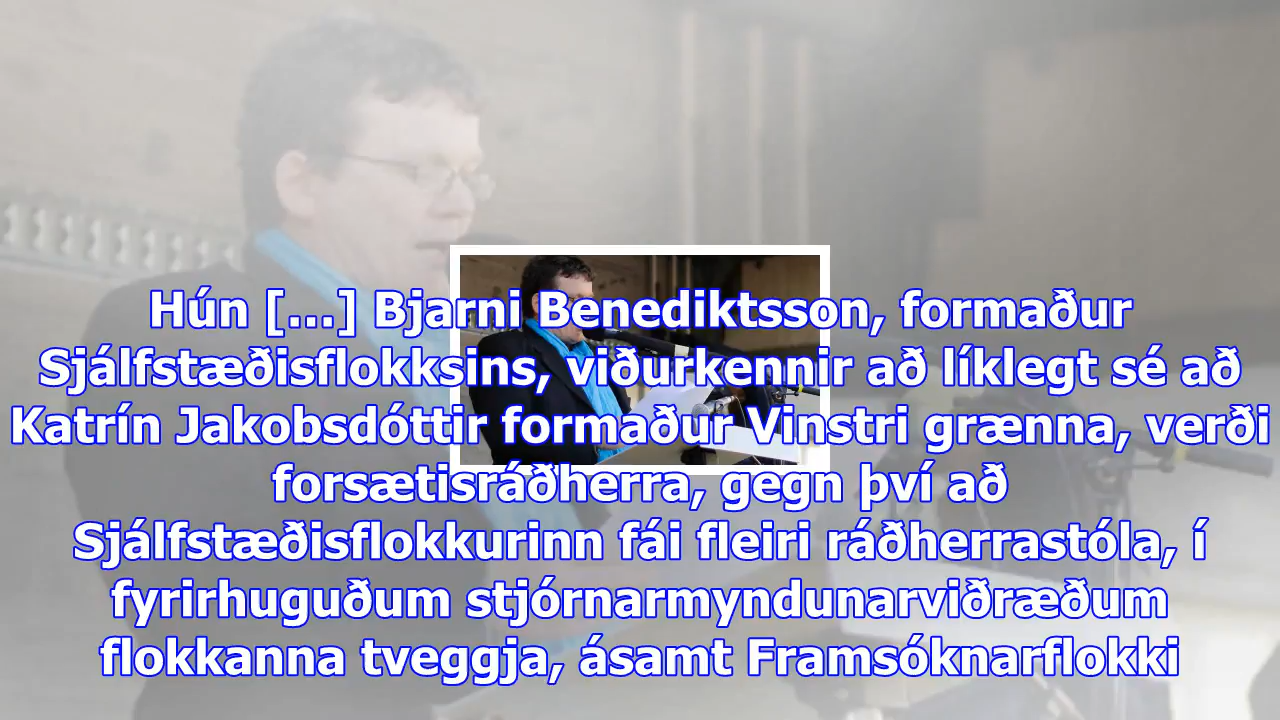 Hún [...] Bjarni Benediktsson, formaður
Sjálfstæðisflokksins, viðurkennir að líklegt sé að
Katrín Jakobsdóttir formaður Vinstri grænna, verði
forsætisráðherra, gegn því að
Sjálfstæðisflokkurinn fái fleiri ráðherrastóla, í
fyrirhuguðum stjórnarmyndunarviðræðum
flokkanna tveggja, ásamt Framsóknarflokki